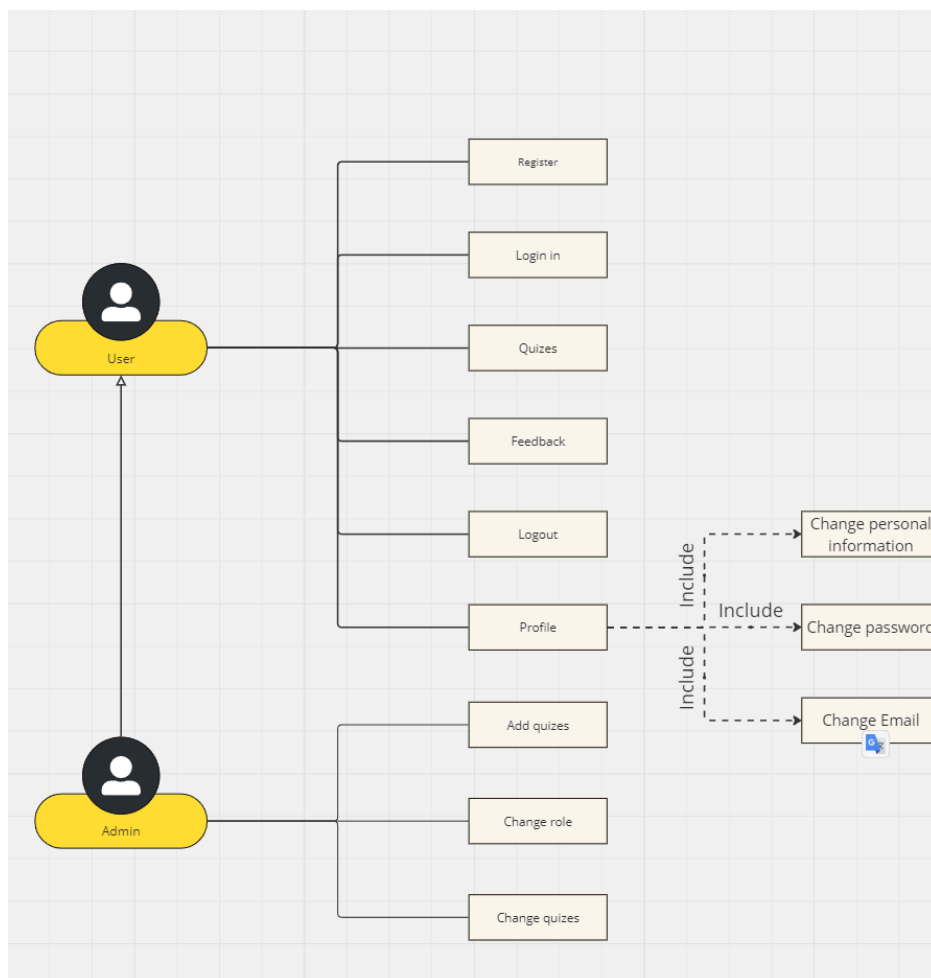 Register
Login in
User
Quizes
Feedback
Logout
Profile
Include
Include
Include
Change personal
information
Change password
Change Email
Add quizes
Admin
Change role
Change quizes